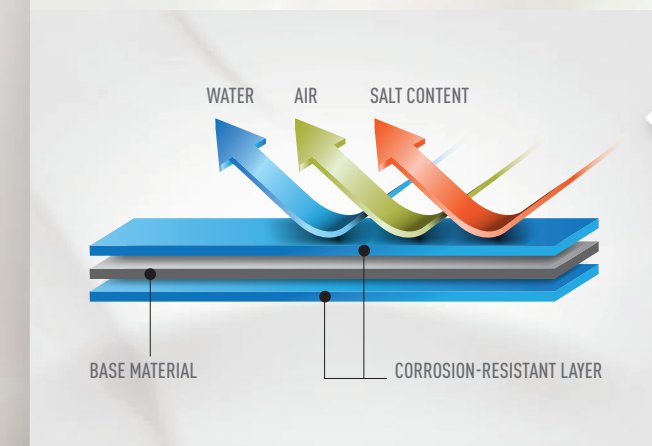 WATER AIR SALT CONTENT
BASE MATERIAL CORROSION-RESISTANT LAYER